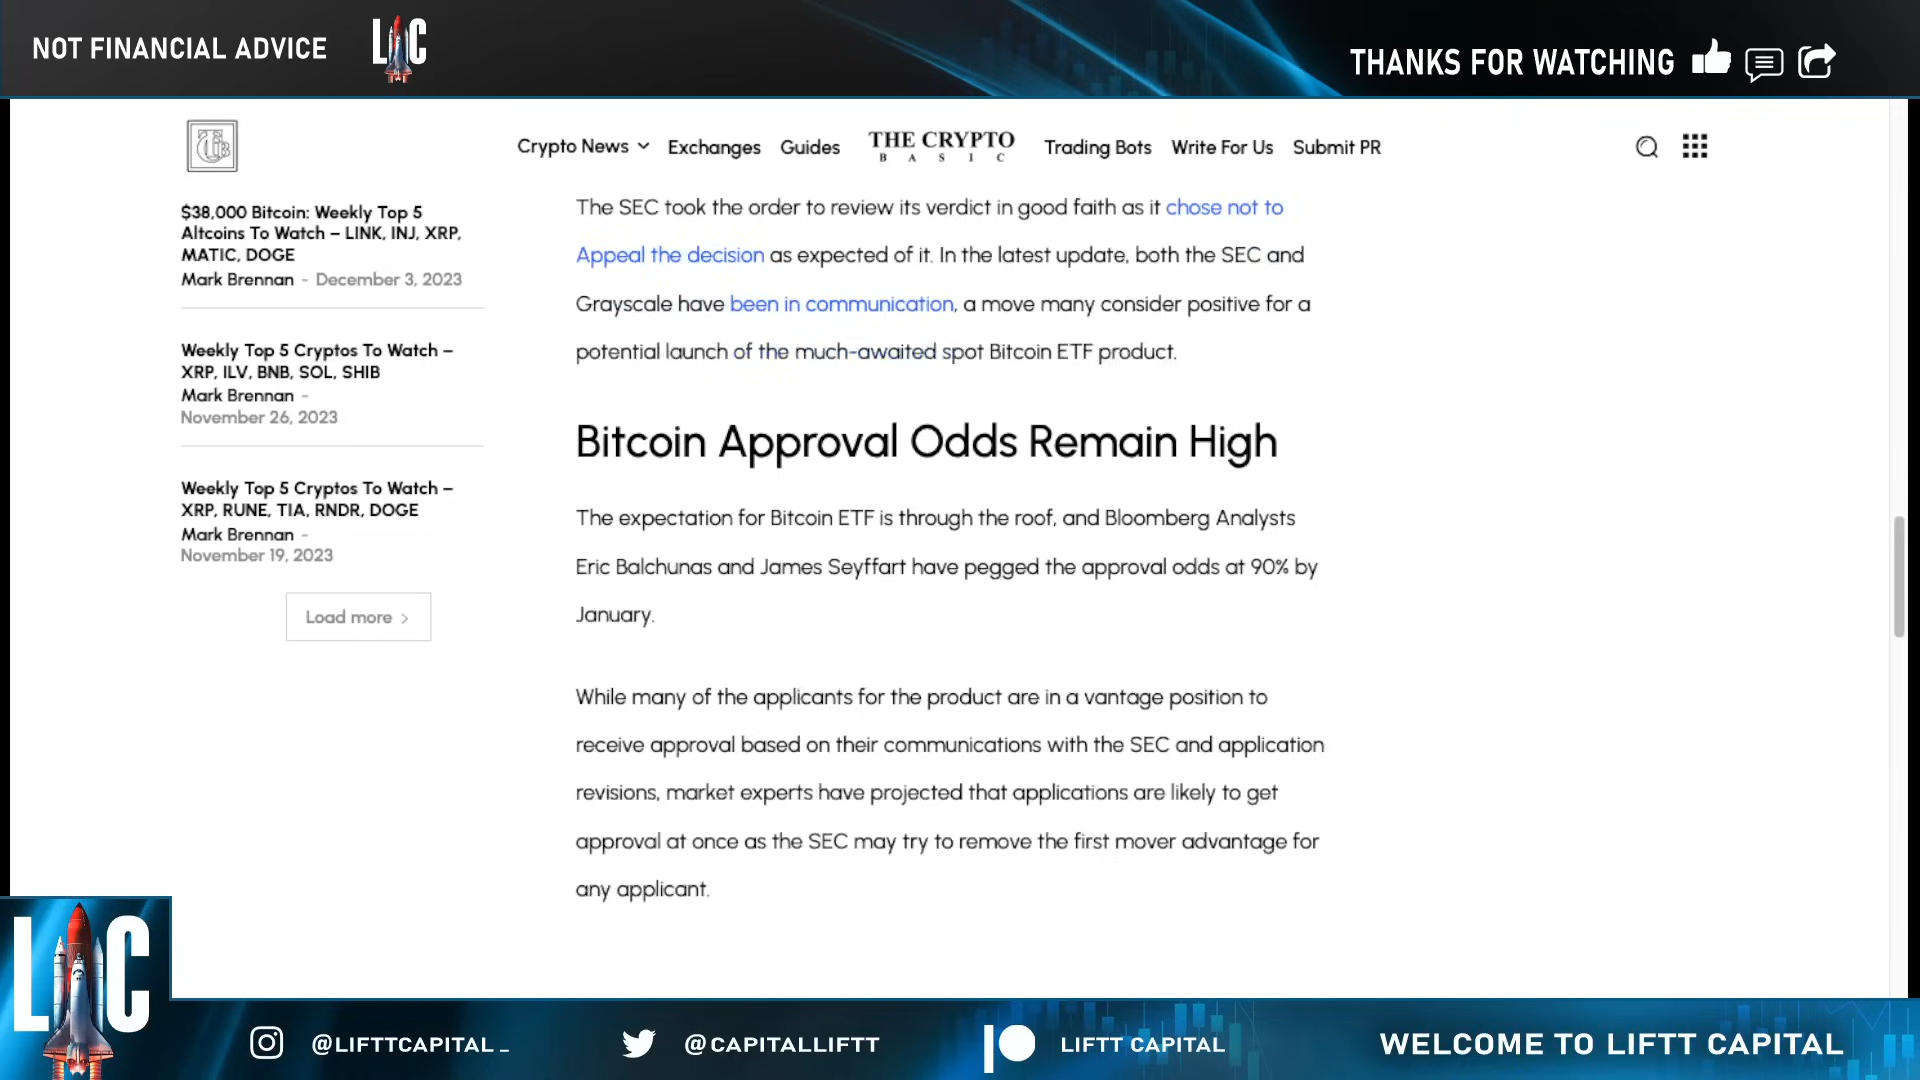 NOT FINANCIAL ADVICE
LC
THANKS FOR WATCHING
Crypto News
Exchanges
Guides
THE CRYPTO
BASIC
Trading Bots
Write For Us
Submit PR
$38,000 Bitcoin: Weekly Top 5
Altcoins To Watch – LINK, INJ, XRP,
MATIC, DOGE
Mark Brennan - December 3, 2023
Weekly Top 5 Cryptos To Watch –
XRP, ILV, BNB, SOL, SHIB
Mark Brennan -
November 26, 2023
Weekly Top 5 Cryptos To Watch –
XRP, RUNE, TIA, RNDR, DOGE
Mark Brennan -
November 19, 2023
Load more
The SEC took the order to review its verdict in good faith as it chose not to
Appeal the decision as expected of it. In the latest update, both the SEC and
Grayscale have been in communication, a move many consider positive for a
potential launch of the much-awaited spot Bitcoin ETF product.
Bitcoin Approval Odds Remain High
The expectation for Bitcoin ETF is through the roof, and Bloomberg Analysts
Eric Balchunas and James Seyffart have pegged the approval odds at 90% by
January.
While many of the applicants for the product are in a vantage position to
receive approval based on their communications with the SEC and application
revisions, market experts have projected that applications are likely to get
approval at once as the SEC may try to remove the first mover advantage for
any applicant.
LC
@LIFTTCAPITAL_
@CAPITALLIFTT
LIFTT CAPITAL
WELCOME TO LIFTT CAPITAL